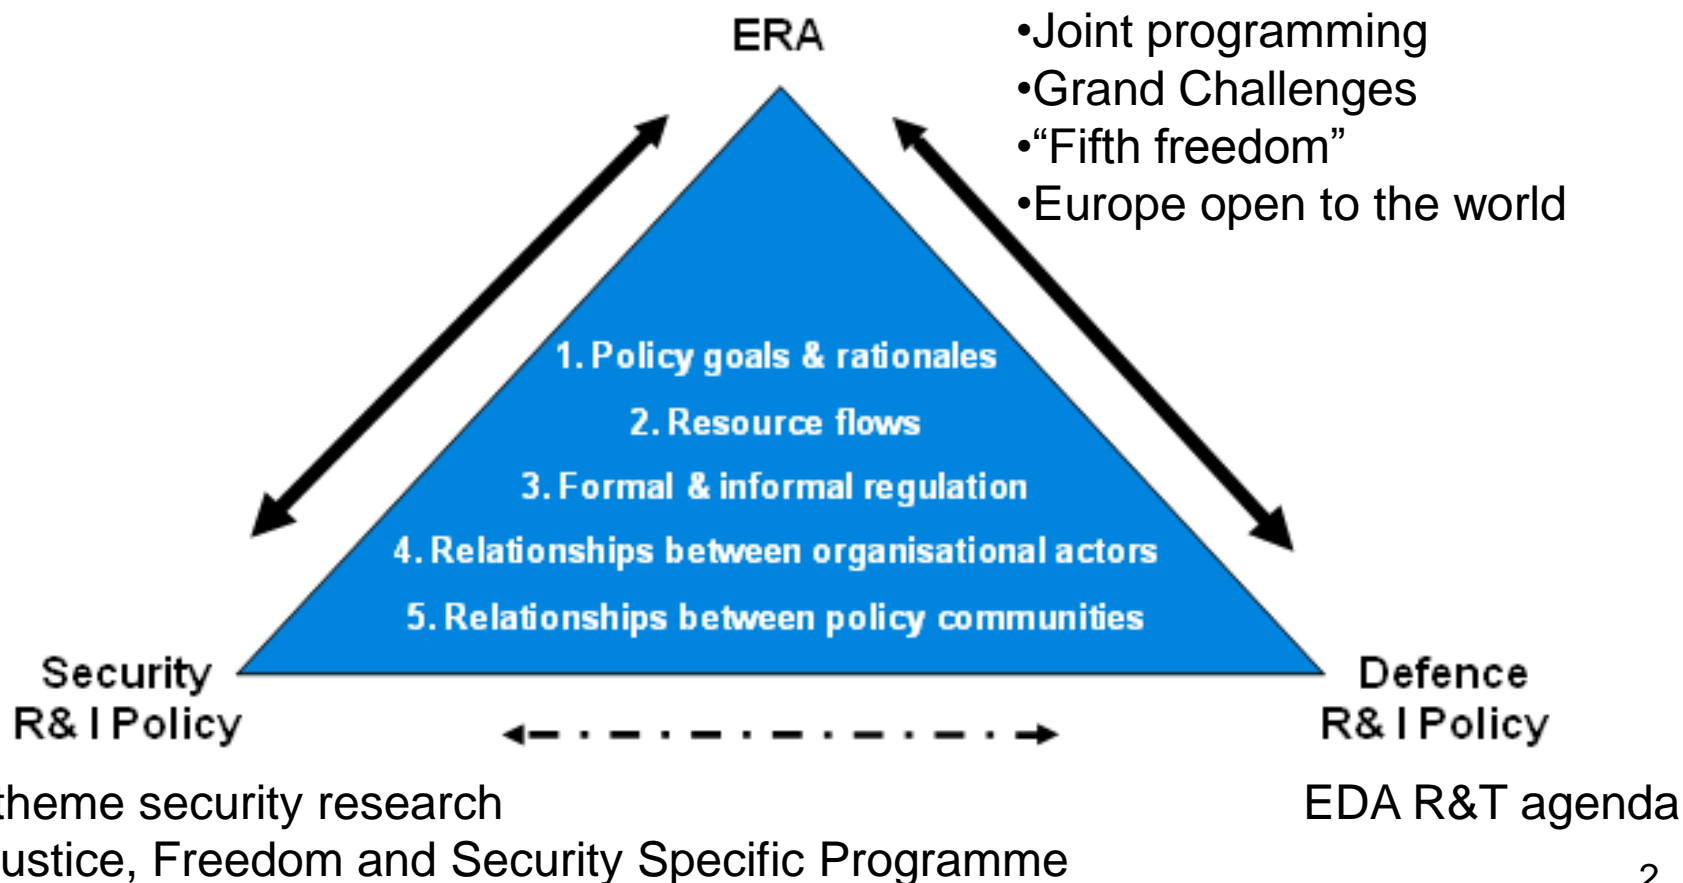 ERA
•Joint programming
•Grand Challenges
•“Fifth freedom”
•Europe open to the world
1. Policy goals & rationales
2. Resource flows
3. Formal & informal regulation
4. Relationships between organisational actors
5. Relationships between policy communities
Security
R& I Policy
Defence
R& I Policy
theme security research
EDA R&T agenda
ustice, Freedom and Security Specific Programme
2